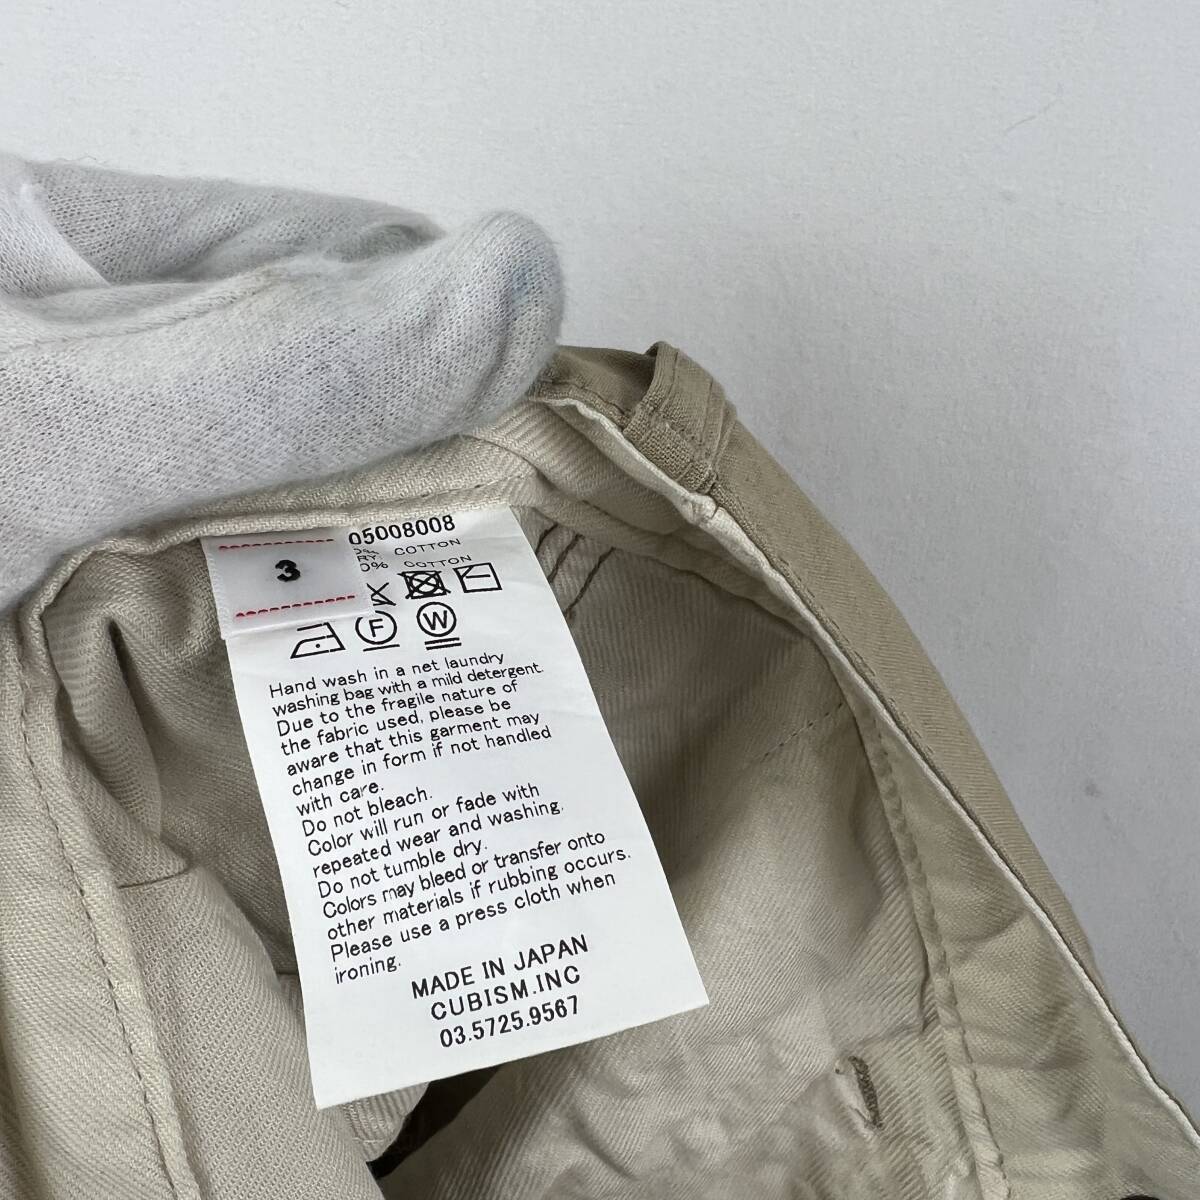 05008008
COTTON
0% COTTON
3
F W
Hand wash in a net laundry
washing bag with a mild detergent.
Due to the fragile nature of
the fabric used, please be
aware that this garment may
change in form if not handled
with care.
Do not bleach.
Color will run or fade with
repeated wear and washing.
Do not tumble dry.
Colors may bleed or transfer onto
other materials if rubbing occurs.
Please use a press cloth when
ironing.
MADE IN JAPAN
CUBISM.INC
03.5725.9567